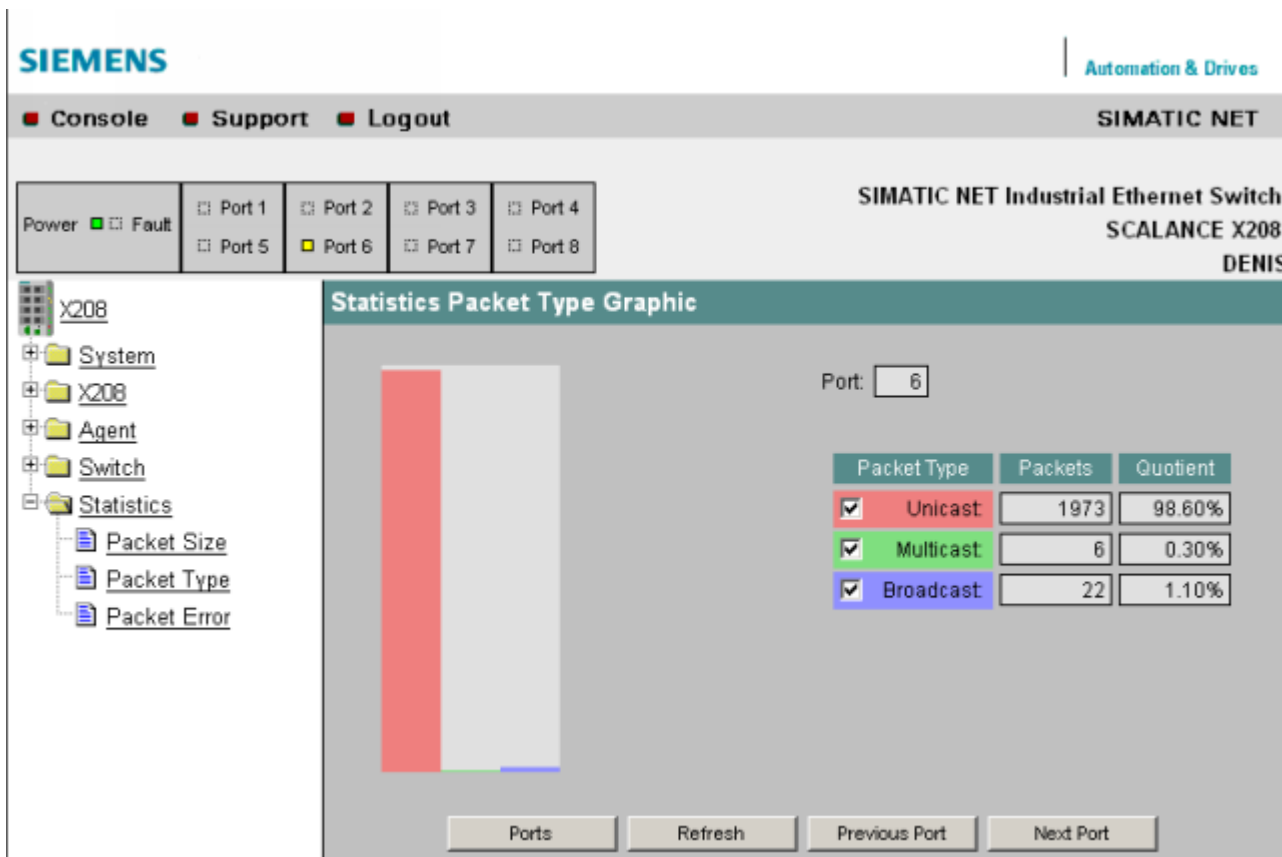 SIEMENS
Automation & Drives
Console Support Logout SIMATIC NET
Power Fault Port 1 Port 2 Port 3 Port 4
Port 5 Port 6 Port 7 Port 8
SIMATIC NET Industrial Ethernet Switch
SCALANCE X208
DENIS
X208
System
X208
Agent
Switch
Statistics
Packet Size
Packet Type
Packet Error
Statistics Packet Type Graphic
Port: 6
Packet Type Packets Quotient
Unicast: 1973 98.60%
Multicast: 6 0.30%
Broadcast: 22 1.10%
Ports Refresh Previous Port Next Port